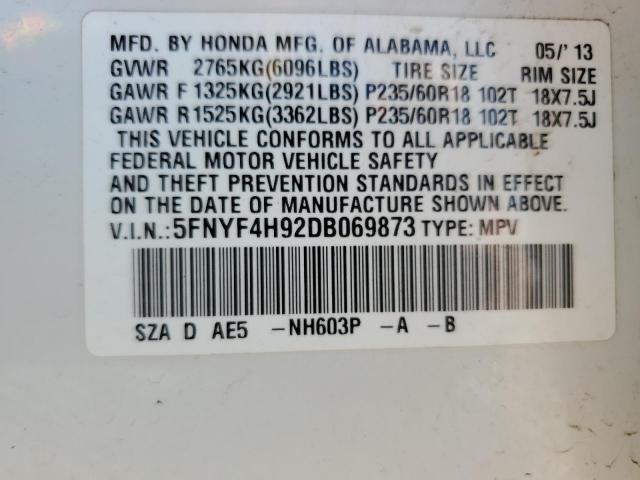 MFD. BY HONDA MFG. OF ALABAMA, LLC 05/'13
GVWR 2765KG(6096LBS) TIRE SIZE RIM SIZE
GAWR F 1325KG(2921LBS) P235/60R18 102T 18X7.5J
GAWR R 1525KG(3362LBS) P235/60R18 102T 18X7.5J
THIS VEHICLE CONFORMS TO ALL APPLICABLE
FEDERAL MOTOR VEHICLE SAFETY
AND THEFT PREVENTION STANDARDS IN EFFECT
ON THE DATE OF MANUFACTURE SHOWN ABOVE.
V.I.N.:5FNYF4H92DB069873 TYPE: MPV
SZA D AE5 -NH603P -A -B